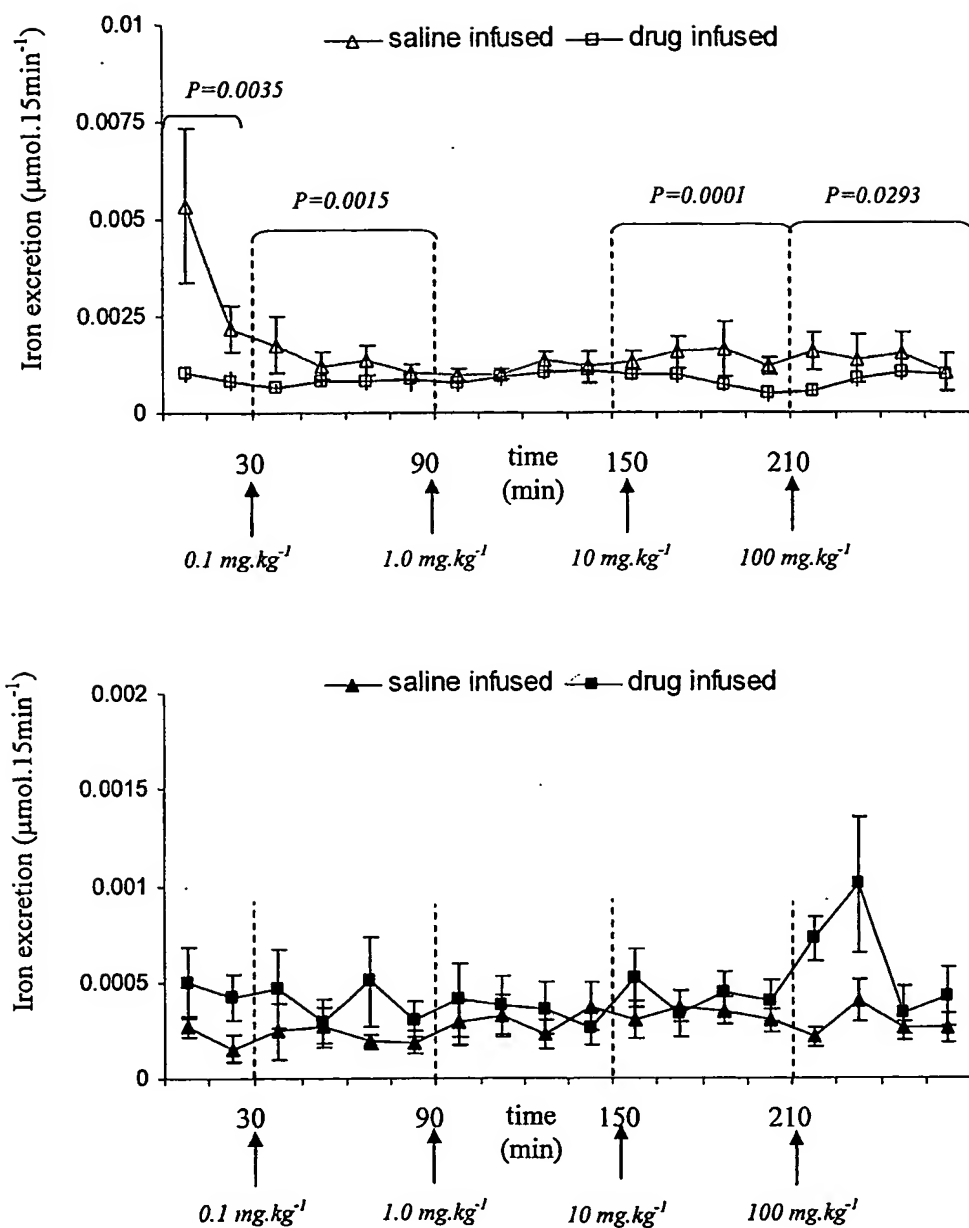 Iron excretion (µmol.15min⁻¹)
0.01
0.0075
0.005
0.0025
0
saline infused drug infused
P=0.0035
P=0.0015
P=0.0001
P=0.0293
30 90 time 150 210
(min)
0.1 mg.kg⁻¹ 1.0 mg.kg⁻¹ 10 mg.kg⁻¹ 100 mg.kg⁻¹
Iron excretion (µmol.15min⁻¹)
0.002
0.0015
0.001
0.0005
0
saline infused drug infused
30 90 time 150 210
(min)
0.1 mg.kg⁻¹ 1.0 mg.kg⁻¹ 10 mg.kg⁻¹ 100 mg.kg⁻¹